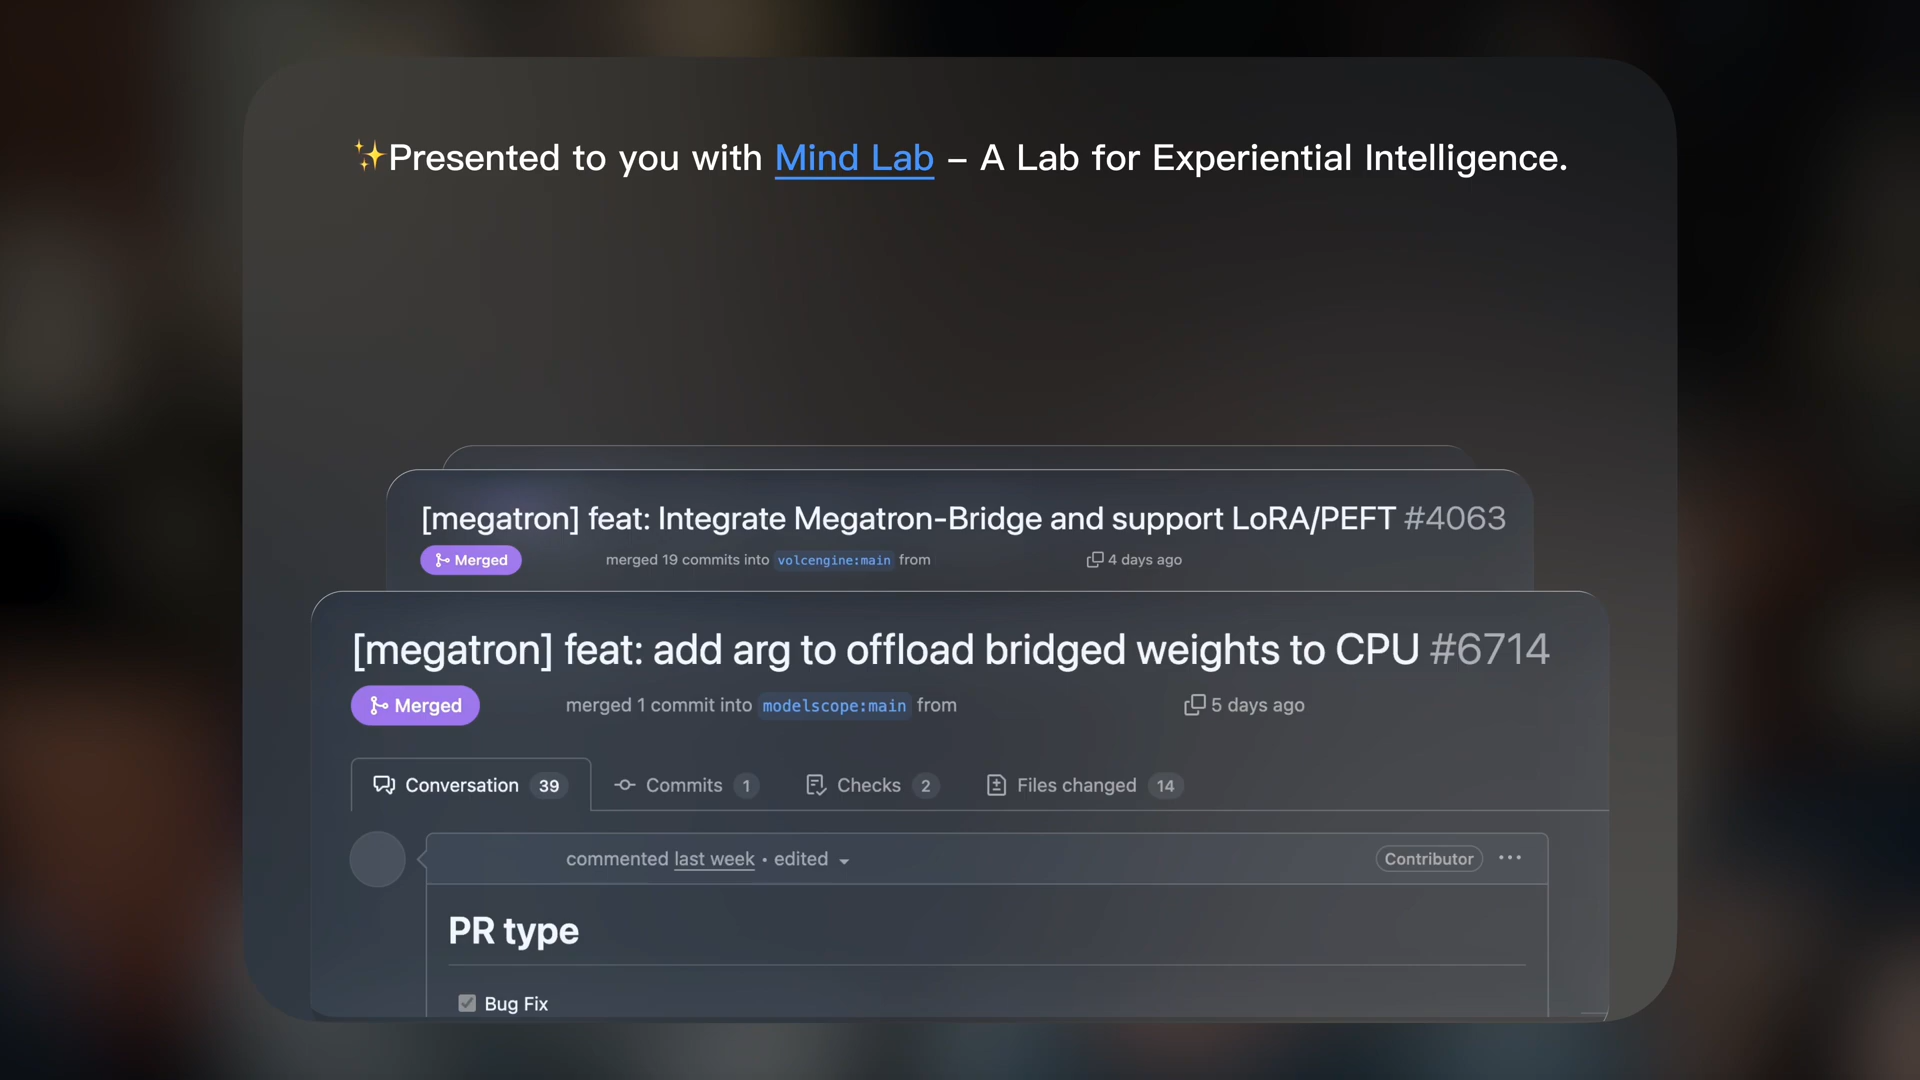 ✨Presented to you with Mind Lab – A Lab for Experiential Intelligence.
[megatron] feat: Integrate Megatron-Bridge and support LoRA/PEFT #4063
Merged merged 19 commits into volcengine:main from 4 days ago
[megatron] feat: add arg to offload bridged weights to CPU #6714
Merged merged 1 commit into modelscope:main from 5 days ago
Conversation 39 Commits 1 Checks 2 Files changed 14
commented last week • edited Contributor
PR type
Bug Fix